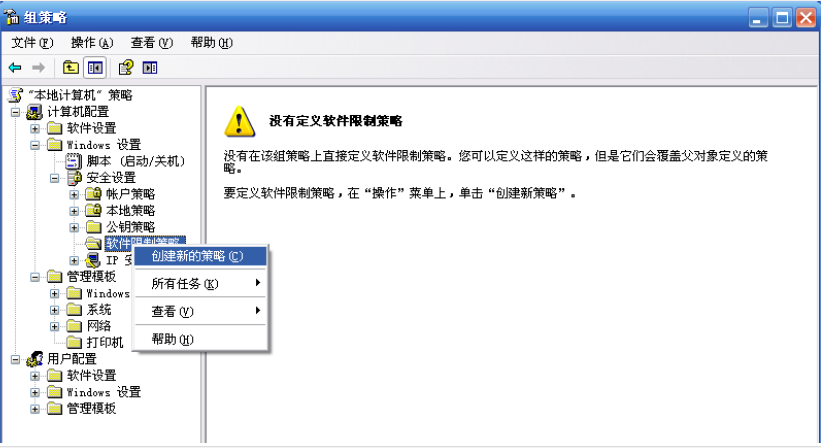 组策略
文件(F) 操作(A) 查看(V) 帮助(H)
“本地计算机” 策略
计算机配置
软件设置
Windows 设置
脚本 (启动/关机)
安全设置
帐户策略
本地策略
公钥策略
软件限制策略
IP 安
管理模板
Windows
系统
网络
打印机
用户配置
软件设置
Windows 设置
管理模板
创建新的策略(C)
所有任务(K)
查看(V)
帮助(H)
没有定义软件限制策略
没有在该组策略上直接定义软件限制策略。您可以定义这样的策略，但是它们会覆盖父对象定义的策
略。
要定义软件限制策略，在“操作”菜单上，单击“创建新策略”。